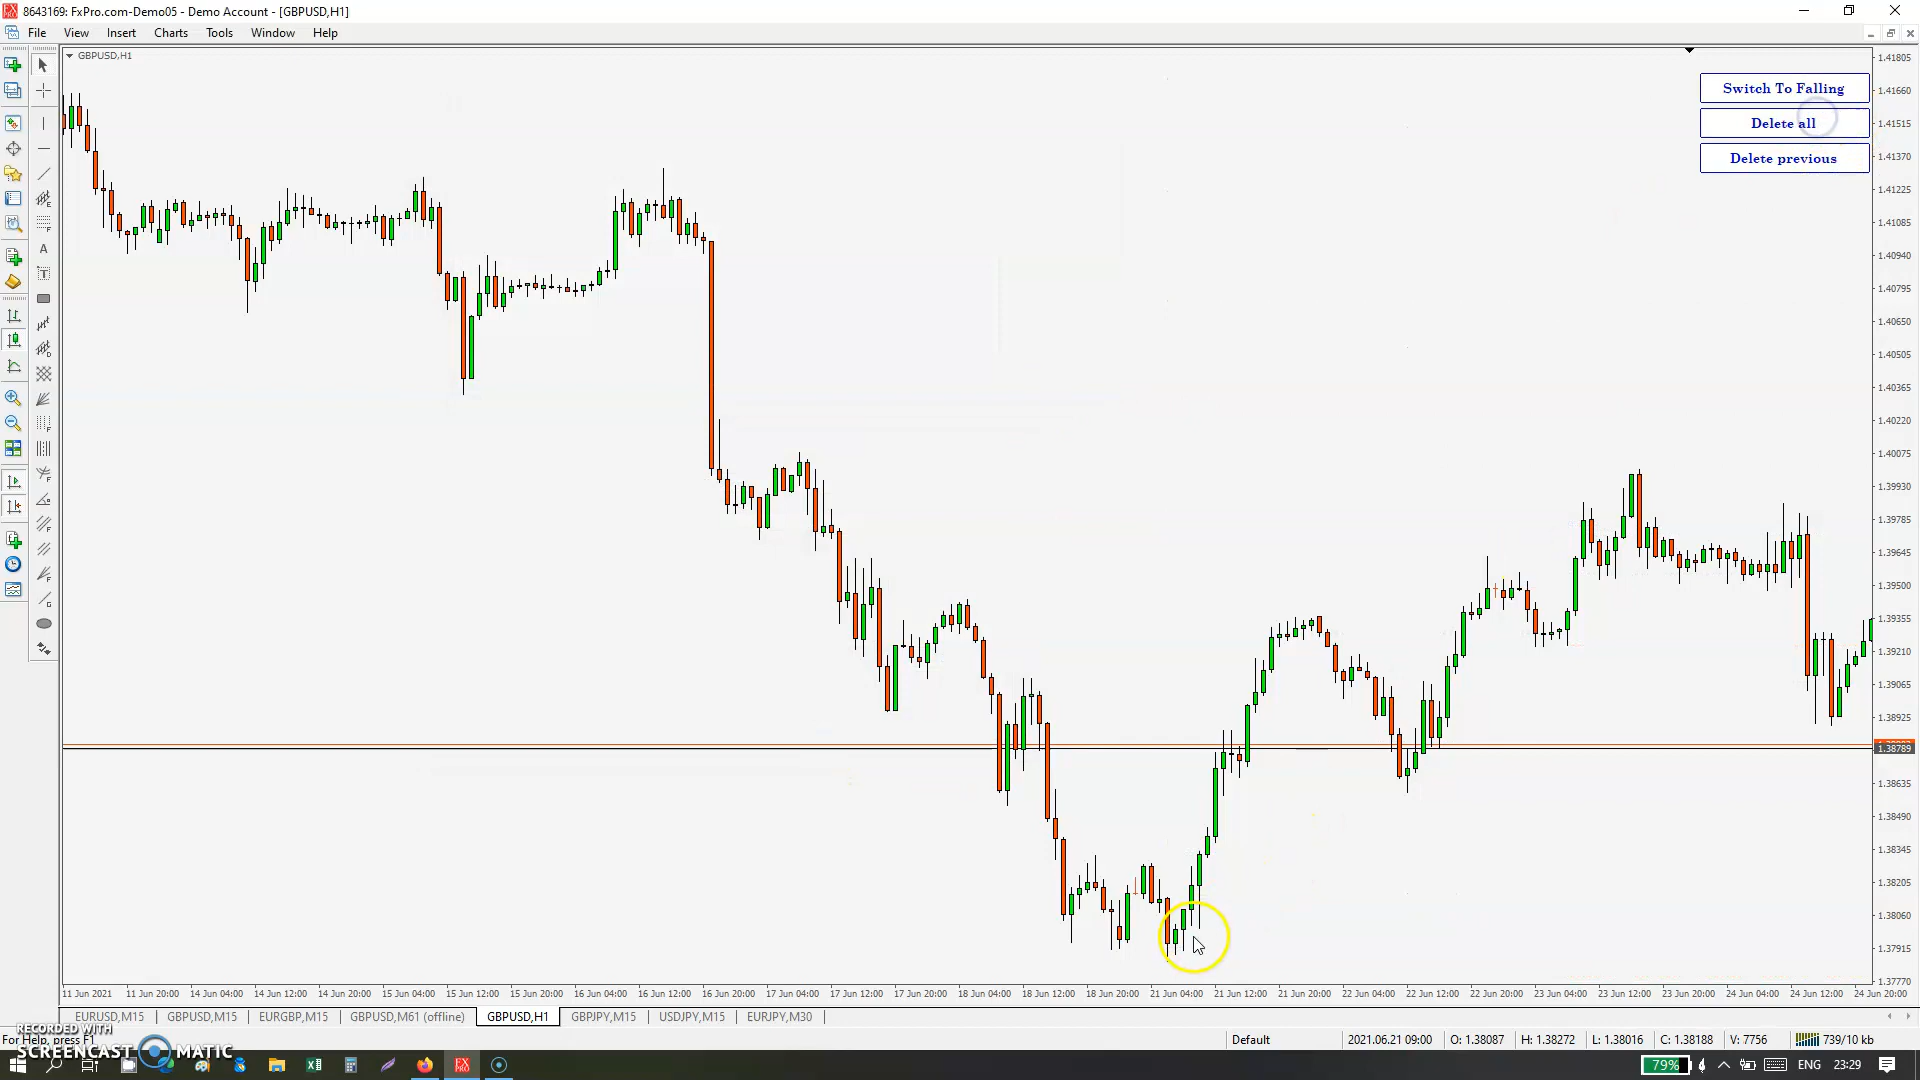 8643169: FxPro.com-Demo05 - Demo Account - [GBPUSD,H1]
File View Insert Charts Tools Window Help
GBPUSD,H1
Switch To Falling
Delete all
Delete previous
1.41805
1.41660
1.41515
1.41370
1.41225
1.41085
1.40940
1.40795
1.40650
1.40505
1.40365
1.40220
1.40075
1.39930
1.39785
1.39645
1.39500
1.39355
1.39210
1.39065
1.38925
1.38789
1.38635
1.38490
1.38345
1.38205
1.38060
1.37915
1.37770
11 Jun 2021 11 Jun 20:00 14 Jun 04:00 14 Jun 12:00 14 Jun 20:00 15 Jun 04:00 15 Jun 12:00 15 Jun 20:00 16 Jun 04:00 16 Jun 12:00 16 Jun 20:00 17 Jun 04:00 17 Jun 12:00 17 Jun 20:00 18 Jun 04:00 18 Jun 12:00 18 Jun 20:00 21 Jun 04:00 21 Jun 12:00 21 Jun 20:00 22 Jun 04:00 22 Jun 12:00 22 Jun 20:00 23 Jun 04:00 23 Jun 12:00 23 Jun 20:00 24 Jun 04:00 24 Jun 12:00 24 Jun 20:00
EURUSD,M15 GBPUSD,M15 EURGBP,M15 GBPUSD,M61 (offline) GBPUSD,H1 GBPJPY,M15 USDJPY,M15 EURJPY,M30
RECORDED WITH
For Help, press F1 Default 2021.06.21 09:00 O: 1.38087 H: 1.38272 L: 1.38016 C: 1.38188 V: 7756 739/10 kb
SCREENCAST MATIC
79% ENG 23:29